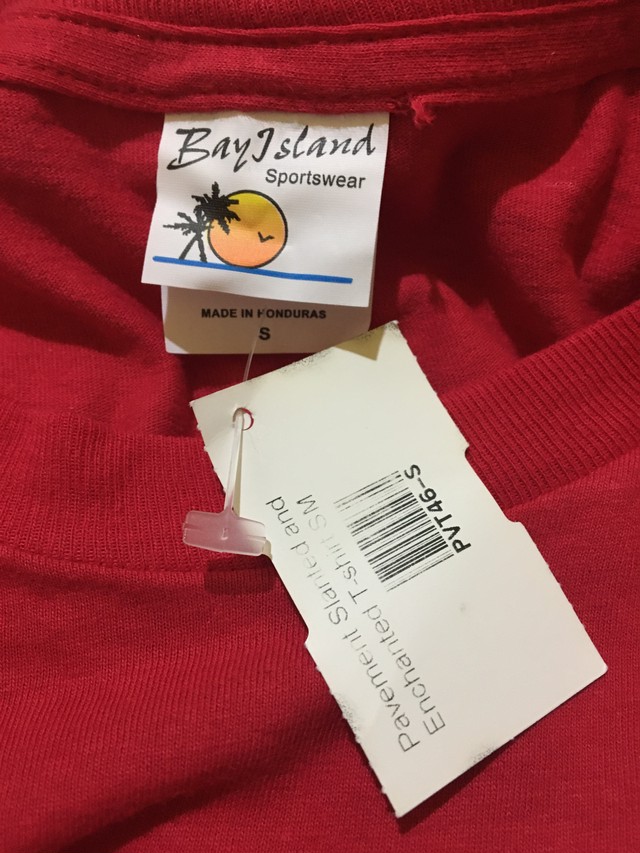 BayIsland
Sportswear
MADE IN HONDURAS
S
PVT46-S
Pavement Slanted and
Enchanted T-shirt SM